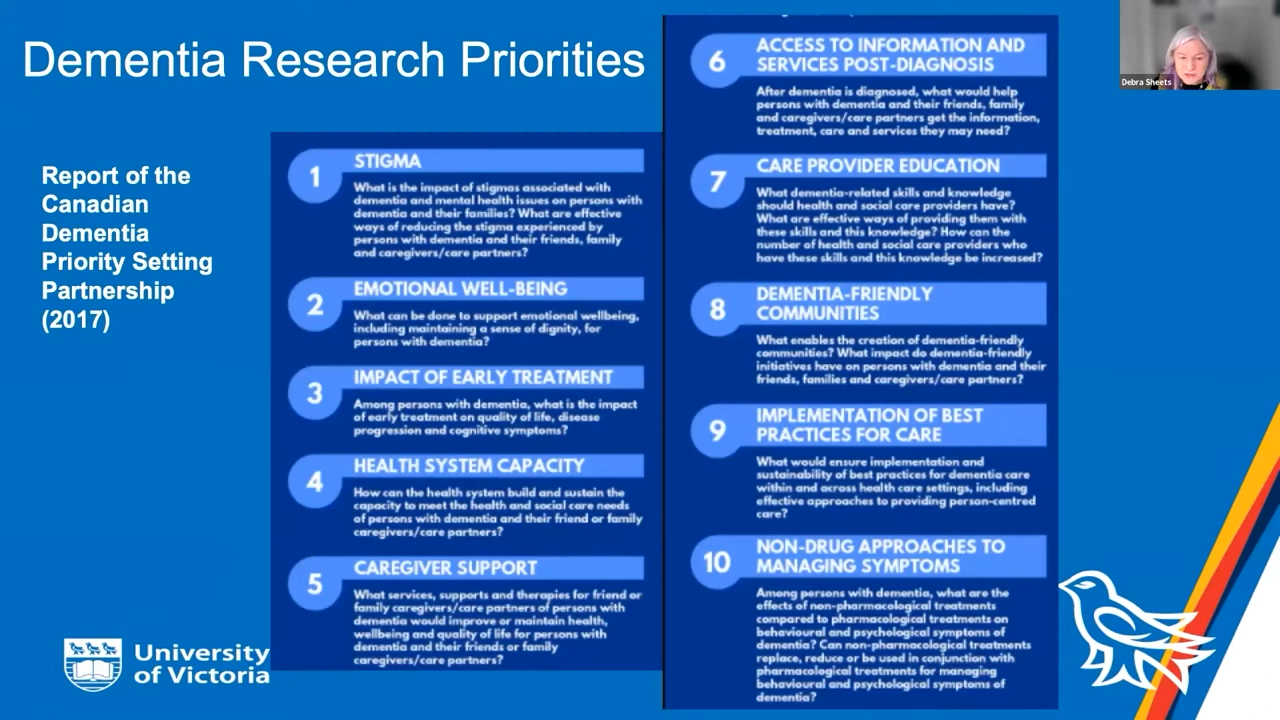 Dementia Research Priorities
Report of the
Canadian
Dementia
Priority Setting
Partnership
(2017)
1
STIGMA
What is the impact of stigmas associated with
dementia and mental health issues on persons with
dementia and their families? What are effective
ways of reducing the stigma experienced by
persons with dementia and their friends, family
and caregivers/care partners?
2
EMOTIONAL WELL-BEING
What can be done to support emotional wellbeing,
including maintaining a sense of dignity, for
persons with dementia?
3
IMPACT OF EARLY TREATMENT
Among persons with dementia, what is the impact
of early treatment on quality of life, disease
progression and cognitive symptoms?
4
HEALTH SYSTEM CAPACITY
How can the health system build and sustain the
capacity to meet the health and social care needs
of persons with dementia and their friend or family
caregivers/care partners?
5
CAREGIVER SUPPORT
What services, supports and therapies for friend or
family caregivers/care partners of persons with
dementia would improve or maintain health,
wellbeing and quality of life for persons with
dementia and their friends or family
caregivers/care partners?
6
ACCESS TO INFORMATION AND
SERVICES POST-DIAGNOSIS
After dementia is diagnosed, what would help
persons with dementia and their friends, family
and caregivers/care partners get the information,
treatment, care and services they may need?
7
CARE PROVIDER EDUCATION
What dementia-related skills and knowledge
should health and social care providers have?
What are effective ways of providing them with
these skills and this knowledge? How can the
number of health and social care providers who
have these skills and this knowledge be increased?
8
DEMENTIA-FRIENDLY
COMMUNITIES
What enables the creation of dementia-friendly
communities? What impact do dementia-friendly
initiatives have on persons with dementia and their
friends, families and caregivers/care partners?
9
IMPLEMENTATION OF BEST
PRACTICES FOR CARE
What would ensure implementation and
sustainability of best practices for dementia care
within and across health care settings, including
effective approaches to providing person-centred
care?
10
NON-DRUG APPROACHES TO
MANAGING SYMPTOMS
Among persons with dementia, what are the
effects of non-pharmacological treatments
compared to pharmacological treatments on
behavioural and psychological symptoms of
dementia? Can non-pharmacological treatments
replace, reduce or be used in conjunction with
pharmacological treatments for managing
behavioural and psychological symptoms of
dementia?
University
of Victoria
Debra Sheets